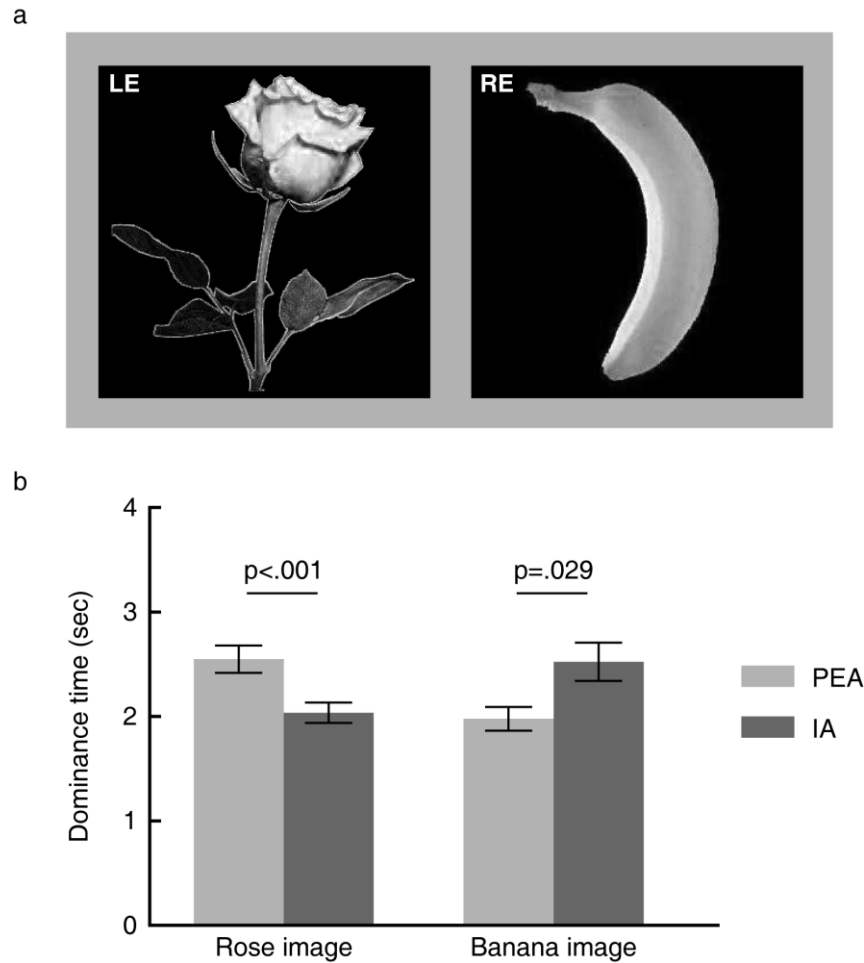 a
LE RE
b
4
3
2
1
0
Dominance time (sec)
p<.001 p=.029
PEA
IA
Rose image Banana image